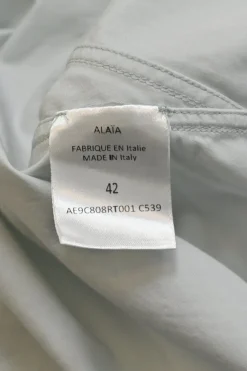 ALAÏA
FABRIQUE EN Italie
MADE IN Italy
42
AE9C808RT001 C539